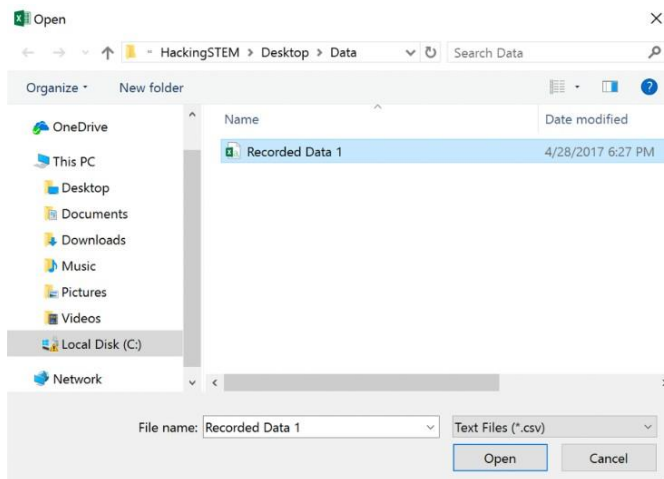 Open
HackingSTEM > Desktop > Data
Search Data
Organize
New folder
Name
Date modified
OneDrive
This PC
Desktop
Documents
Downloads
Music
Pictures
Videos
Local Disk (C:)
Network
Recorded Data 1
4/28/2017 6:27 PM
File name: Recorded Data 1
Text Files (*.csv)
Open
Cancel